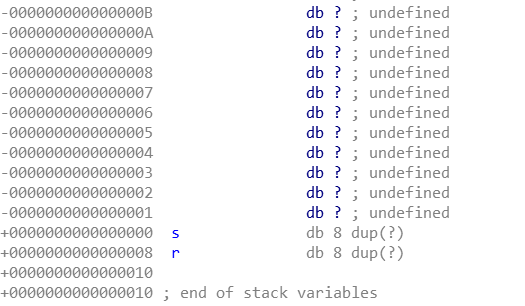 -000000000000000B db ? ; undefined
-000000000000000A db ? ; undefined
-0000000000000009 db ? ; undefined
-0000000000000008 db ? ; undefined
-0000000000000007 db ? ; undefined
-0000000000000006 db ? ; undefined
-0000000000000005 db ? ; undefined
-0000000000000004 db ? ; undefined
-0000000000000003 db ? ; undefined
-0000000000000002 db ? ; undefined
-0000000000000001 db ? ; undefined
+0000000000000000 s db 8 dup(?)
+0000000000000008 r db 8 dup(?)
+0000000000000010
+0000000000000010 ; end of stack variables